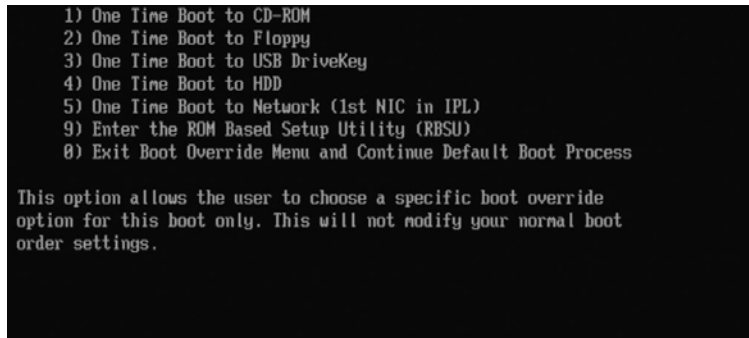 1) One Time Boot to CD-ROM
2) One Time Boot to Floppy
3) One Time Boot to USB DriveKey
4) One Time Boot to HDD
5) One Time Boot to Network (1st NIC in IPL)
9) Enter the ROM Based Setup Utility (RBSU)
0) Exit Boot Override Menu and Continue Default Boot Process
This option allows the user to choose a specific boot override
option for this boot only. This will not modify your normal boot
order settings.